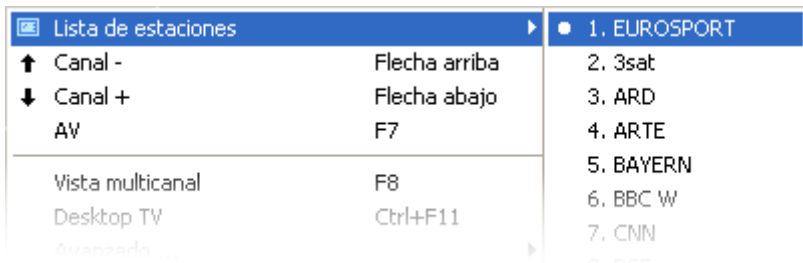 Lista de estaciones
Canal - Flecha arriba
Canal + Flecha abajo
AV F7
Vista multicanal F8
Desktop TV Ctrl+F11
Avanzado...
1. EUROSPORT
2. 3sat
3. ARD
4. ARTE
5. BAYERN
6. BBC W
7. CNN